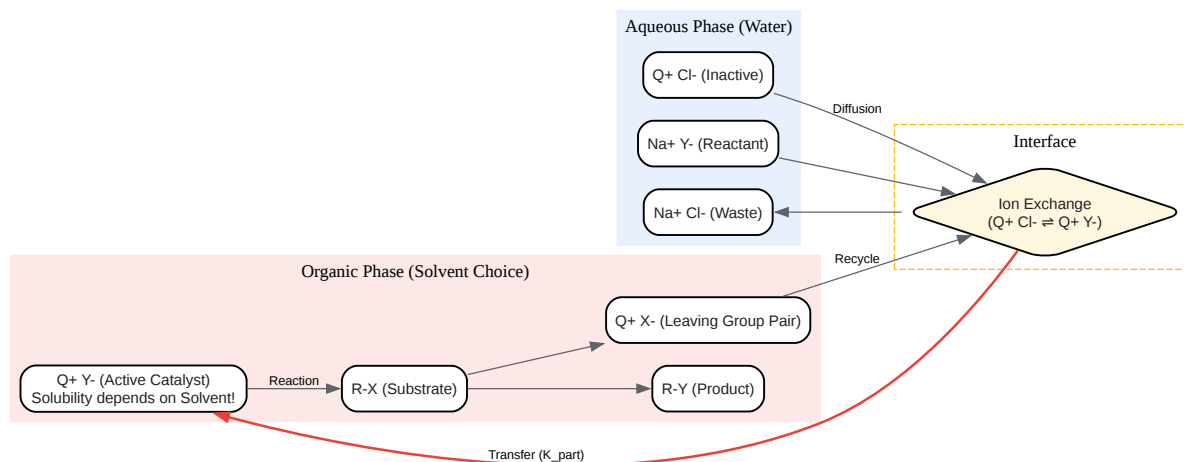 Aqueous Phase (Water)
Q+ Cl- (Inactive)
Diffusion
Na+ Y- (Reactant)
Interface
Na+ Cl- (Waste)
Ion Exchange
(Q+ Cl- ⇌ Q+ Y-)
Recycle
Organic Phase (Solvent Choice)
Q+ X- (Leaving Group Pair)
Q+ Y- (Active Catalyst)
Solubility depends on Solvent!
Reaction
R-X (Substrate)
R-Y (Product)
Transfer (K_part)